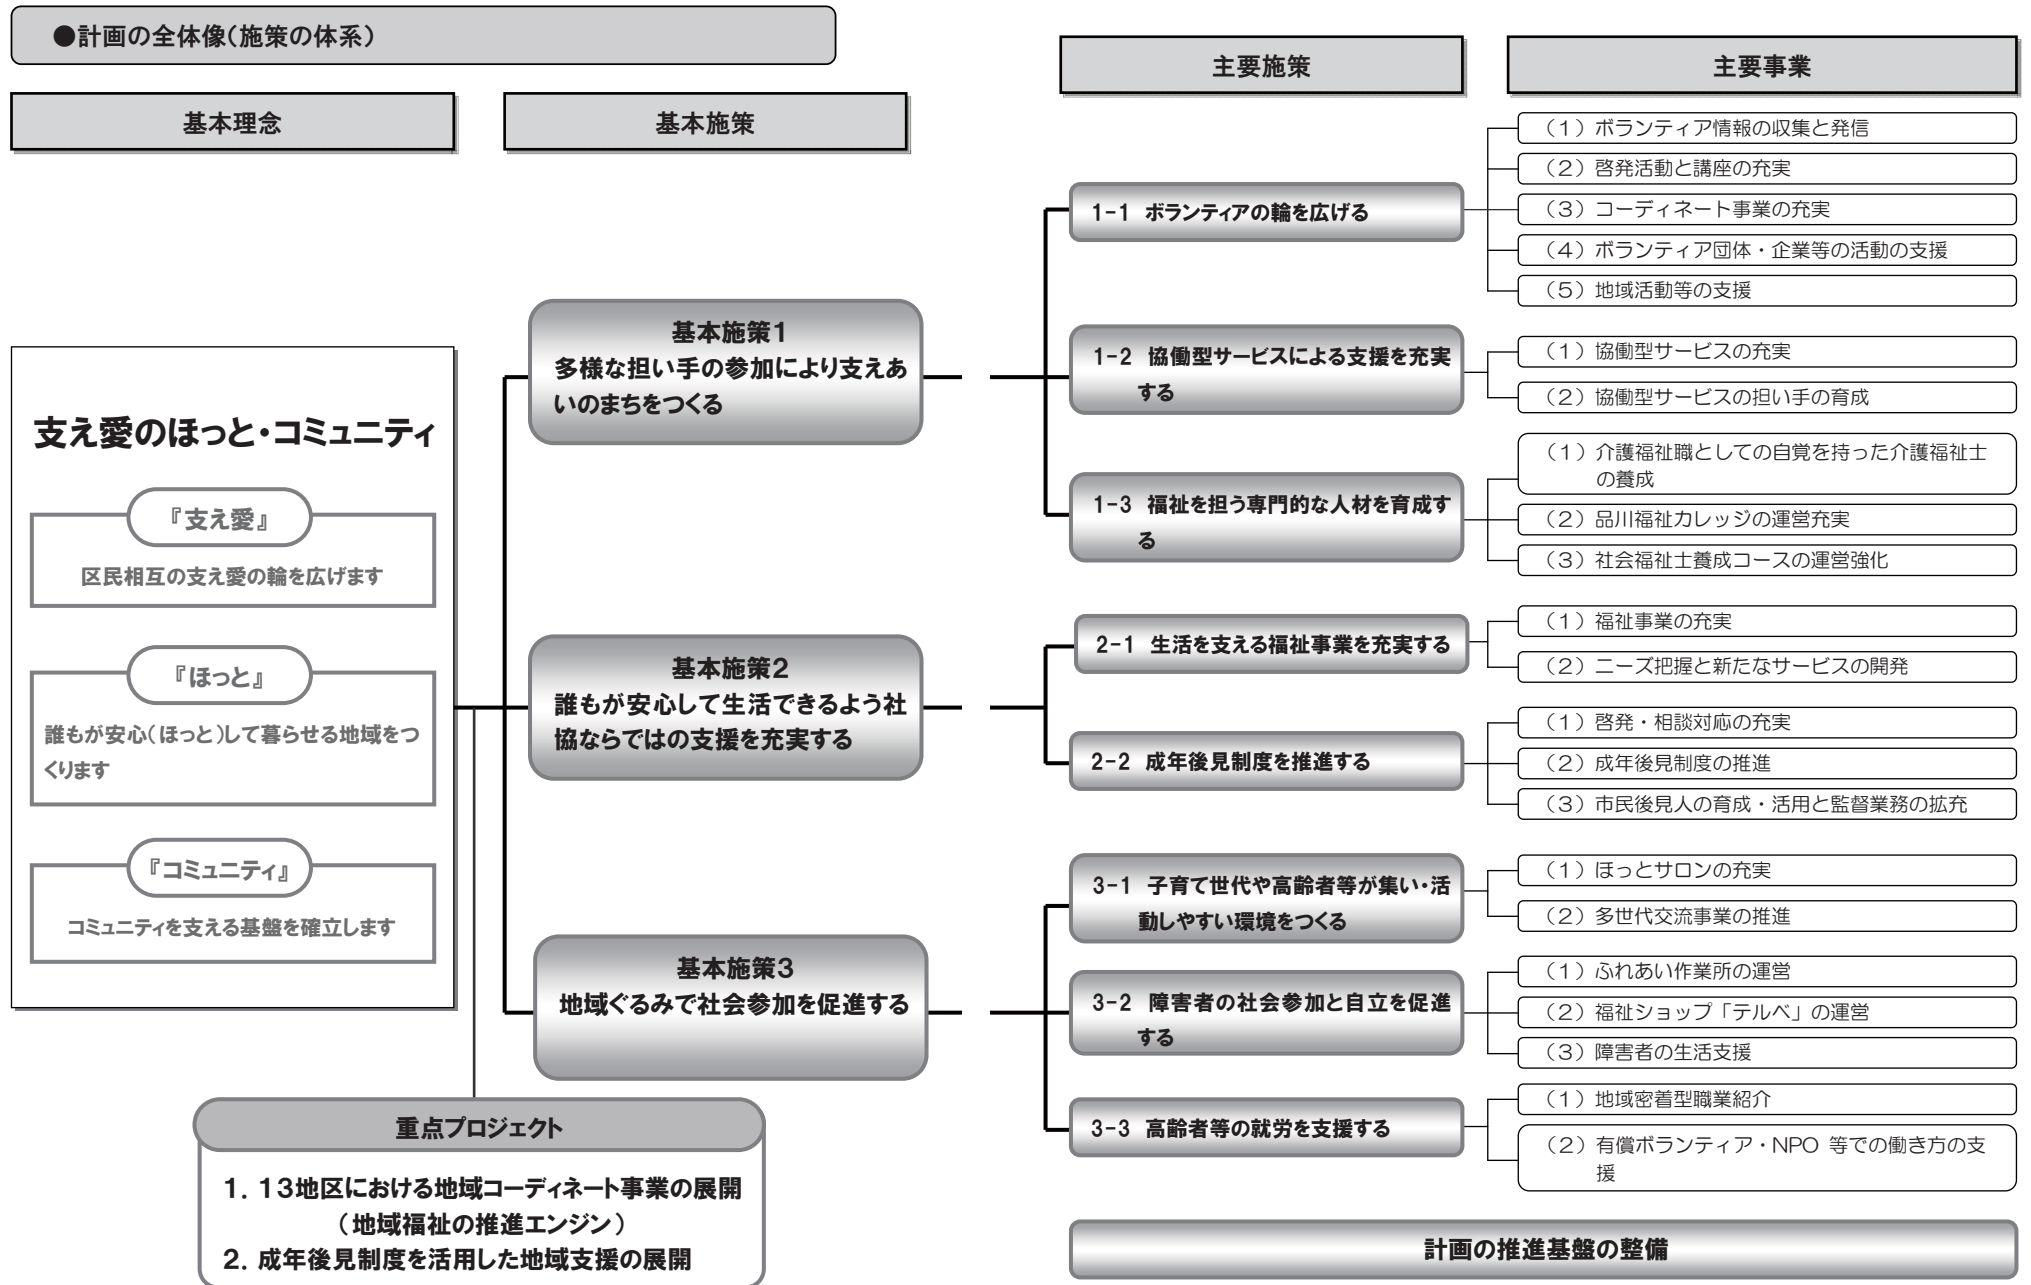 ●計画の全体像（施策の体系）
基本理念
基本施策
主要施策
主要事業
支え愛のほっと・コミュニティ
『支え愛』
区民相互の支え愛の輪を広げます
『ほっと』
誰もが安心（ほっと）して暮らせる地域をつ
くります
『コミュニティ』
コミュニティを支える基盤を確立します
基本施策1
多様な担い手の参加により支えあ
いのまちをつくる
基本施策2
誰もが安心して生活できるよう社
協ならではの支援を充実する
基本施策3
地域ぐるみで社会参加を促進する
重点プロジェクト
1．13地区における地域コーディネート事業の展開
（地域福祉の推進エンジン）
2．成年後見制度を活用した地域支援の展開
1-1 ボランティアの輪を広げる
（1）ボランティア情報の収集と発信
（2）啓発活動と講座の充実
（3）コーディネート事業の充実
（4）ボランティア団体・企業等の活動の支援
（5）地域活動等の支援
1-2 協働型サービスによる支援を充実
する
（1）協働型サービスの充実
（2）協働型サービスの担い手の育成
1-3 福祉を担う専門的な人材を育成す
る
（1）介護福祉職としての自覚を持った介護福祉士
の養成
（2）品川福祉カレッジの運営充実
（3）社会福祉士養成コースの運営強化
2-1 生活を支える福祉事業を充実する
（1）福祉事業の充実
（2）ニーズ把握と新たなサービスの開発
2-2 成年後見制度を推進する
（1）啓発・相談対応の充実
（2）成年後見制度の推進
（3）市民後見人の育成・活用と監督業務の拡充
3-1 子育て世代や高齢者等が集い・活
動しやすい環境をつくる
（1）ほっとサロンの充実
（2）多世代交流事業の推進
3-2 障害者の社会参加と自立を促進
する
（1）ふれあい作業所の運営
（2）福祉ショップ「テルベ」の運営
（3）障害者の生活支援
3-3 高齢者等の就労を支援する
（1）地域密着型職業紹介
（2）有償ボランティア・NPO 等での働き方の支
援
計画の推進基盤の整備